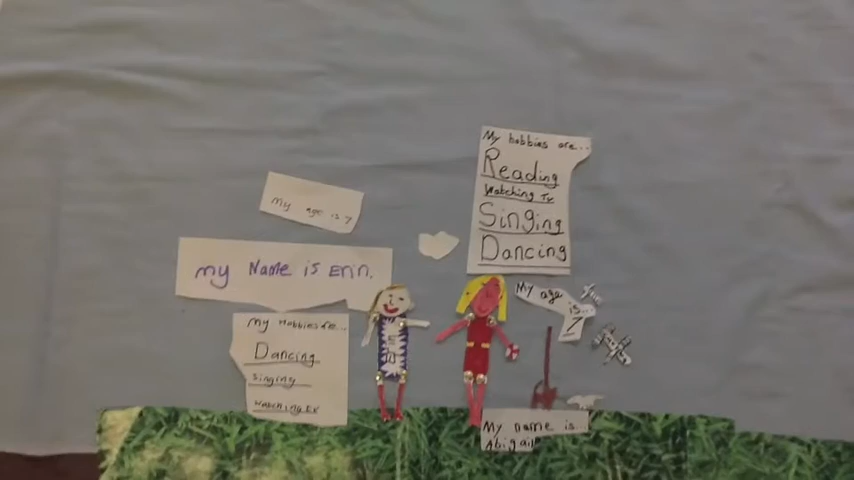 My age is 7
My Name is Erin.
My Hobbies are...
Dancing
singing
watching
My hobbies are...
Reading
Watching Tv
Singing
Dancing
My age is
7
My name is...
Abigail